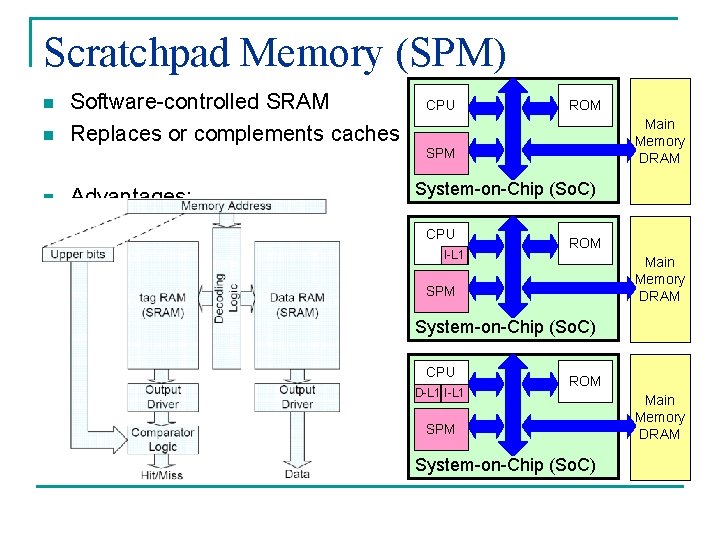 Scratchpad Memory (SPM)
Software-controlled SRAM
Replaces or complements caches
Advantages:
Memory Address
Upper bits
tag RAM
(SRAM)
Decoding
Logic
Data RAM
(SRAM)
Output
Driver
Output
Driver
Comparator
Logic
Hit/Miss
Data
CPU
ROM
SPM
Main
Memory
DRAM
System-on-Chip (SoC)
CPU
I-L1
ROM
SPM
Main
Memory
DRAM
System-on-Chip (SoC)
CPU
D-L1 I-L1
ROM
SPM
Main
Memory
DRAM
System-on-Chip (SoC)